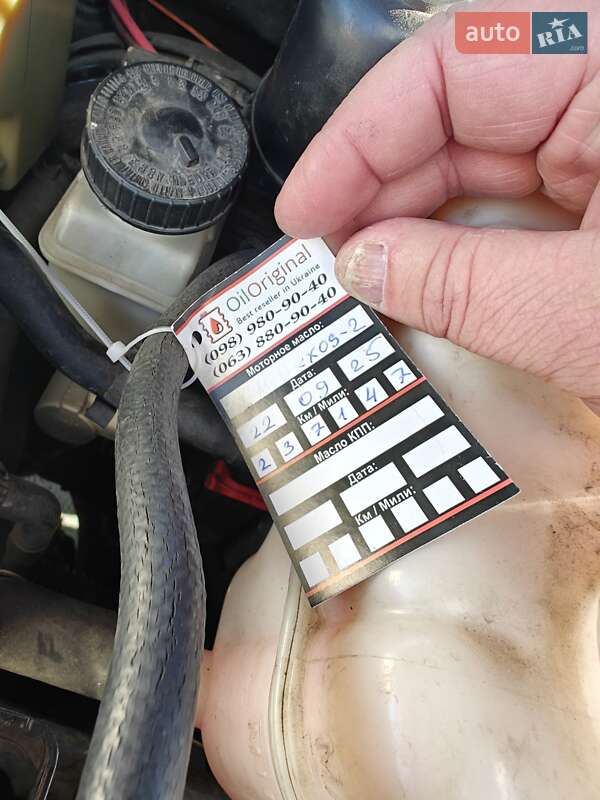 auto RIA
.com
OilOriginal
Best reseller in Ukraine
(098) 980-90-40
(063) 880-90-40
Моторное масло:
Дата:
22 09 25
Км / Мили:
2 3 7 1 4 7
Масло КПП:
Дата:
Км / Мили: